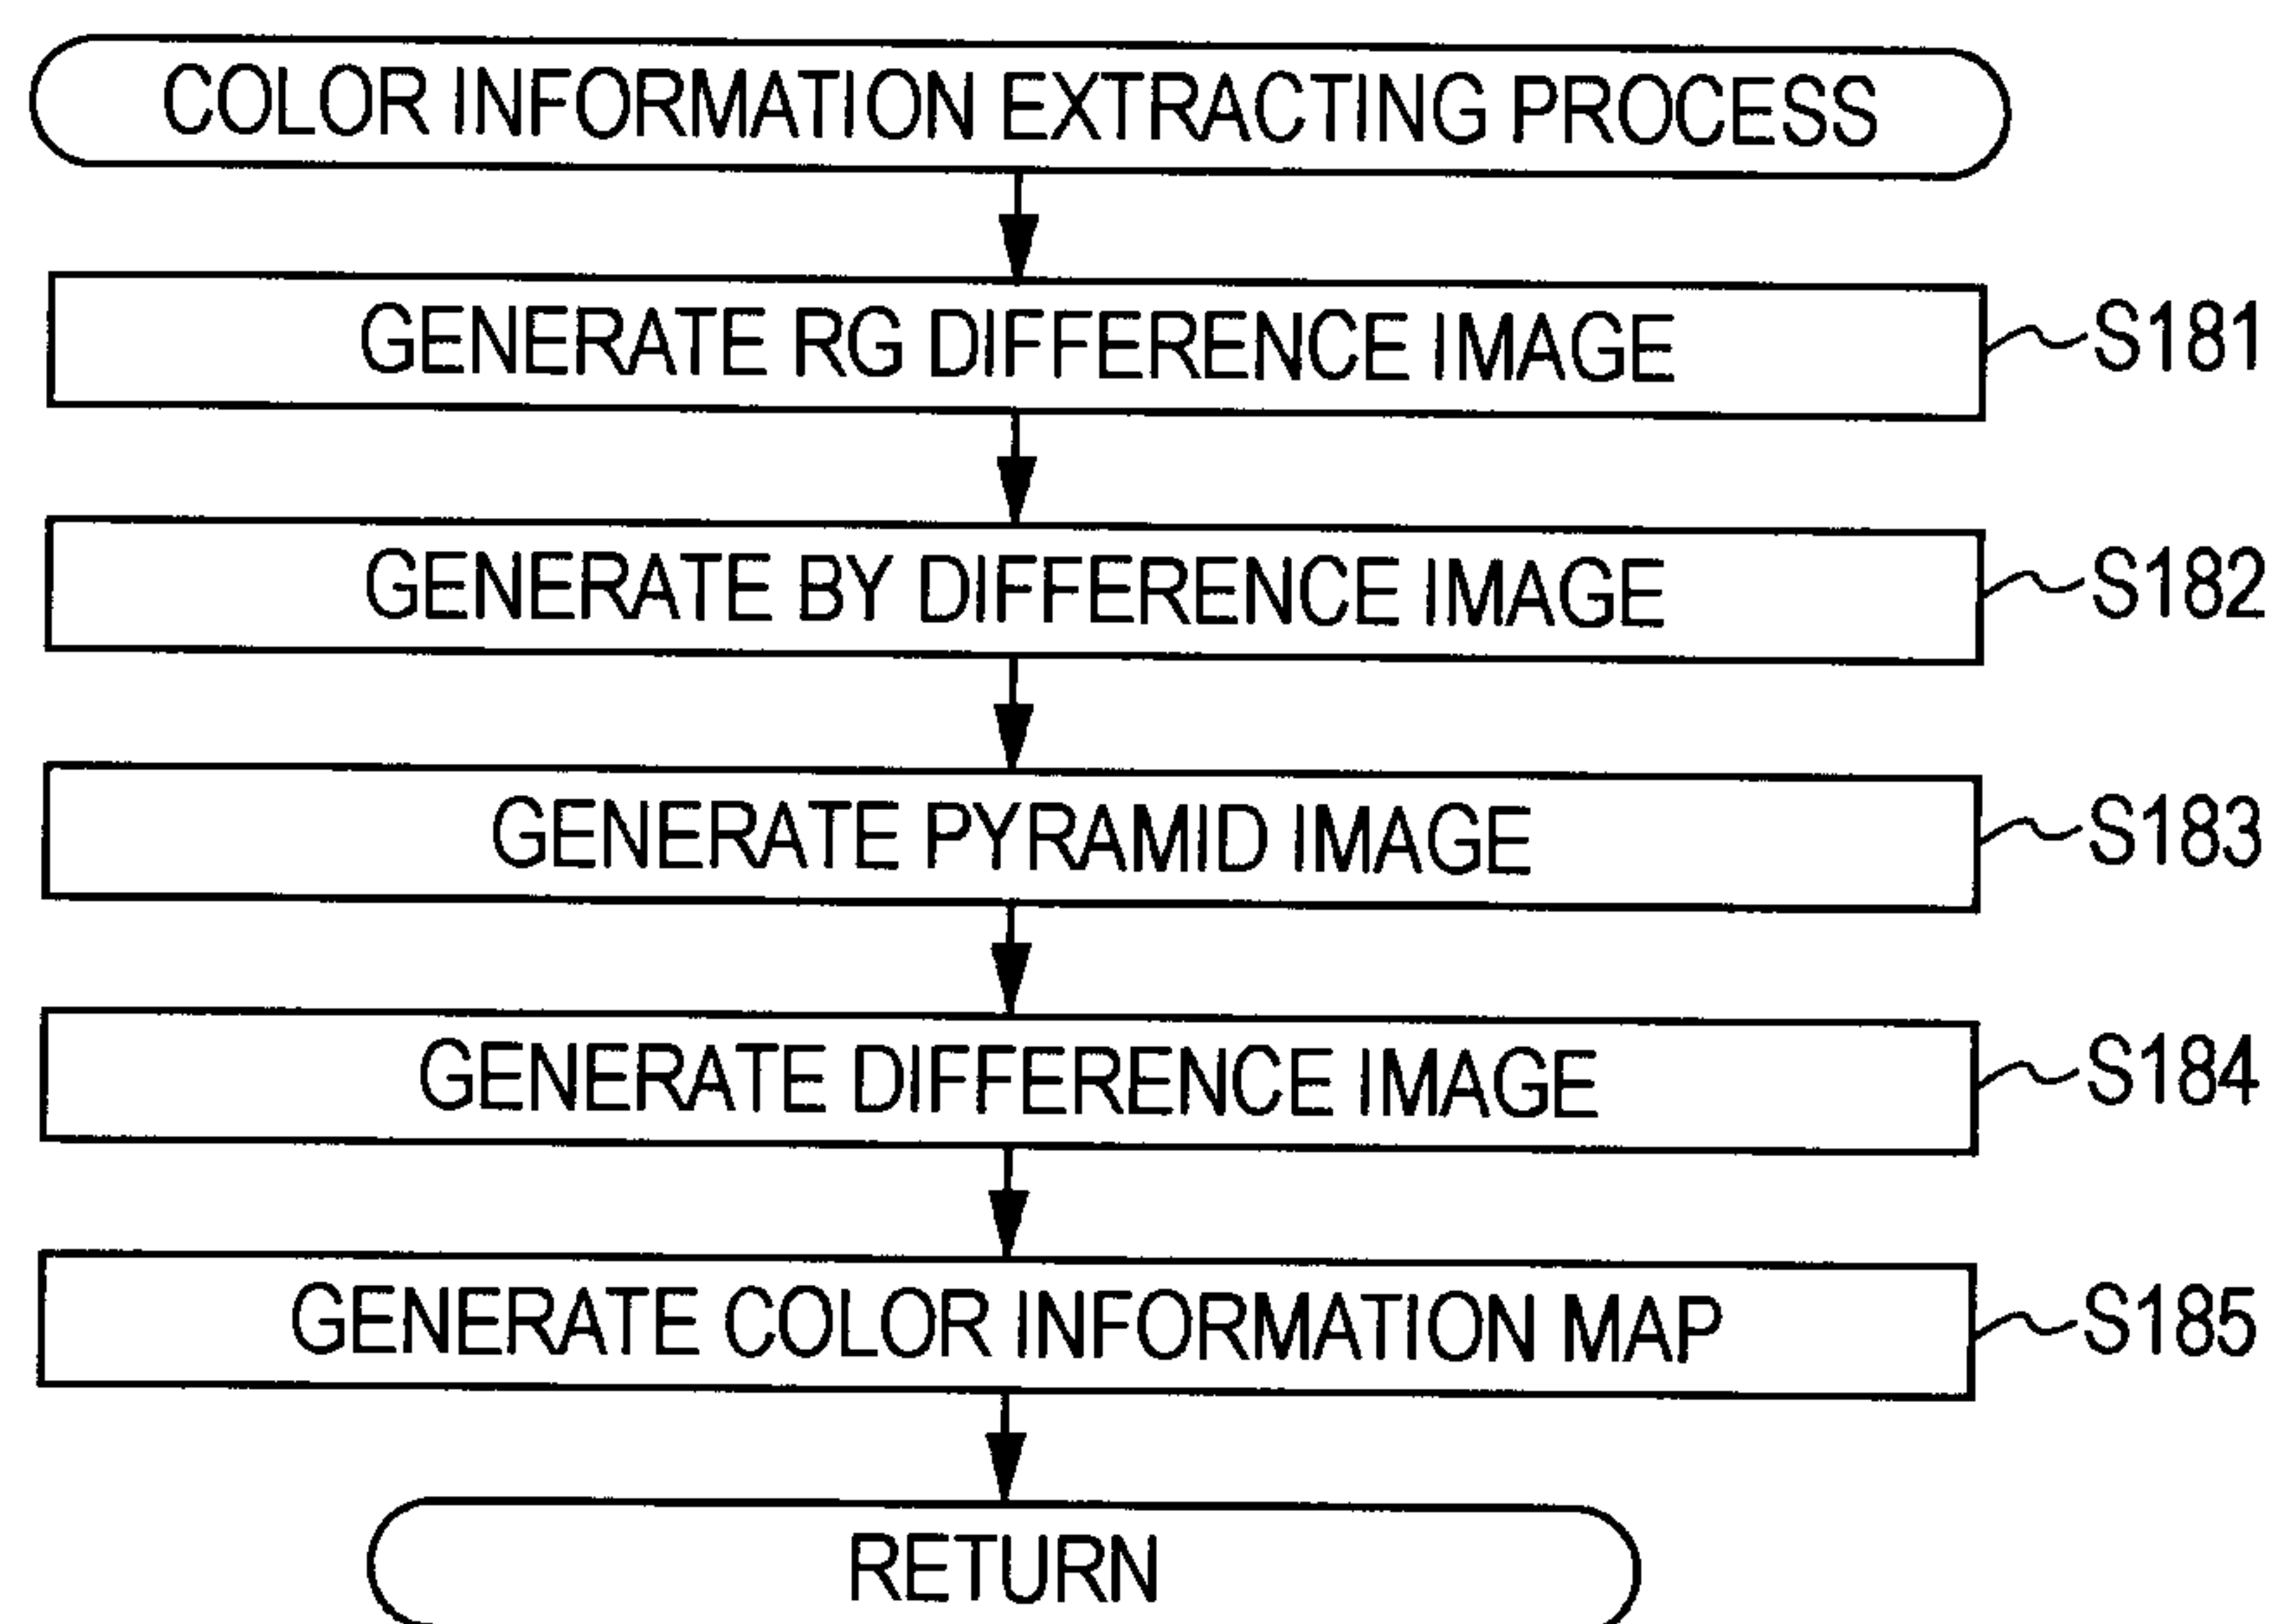 COLOR INFORMATION EXTRACTING PROCESS
GENERATE RG DIFFERENCE IMAGE
S181
GENERATE BY DIFFERENCE IMAGE
S182
GENERATE PYRAMID IMAGE
S183
GENERATE DIFFERENCE IMAGE
S184
GENERATE COLOR INFORMATION MAP
S185
RETURN